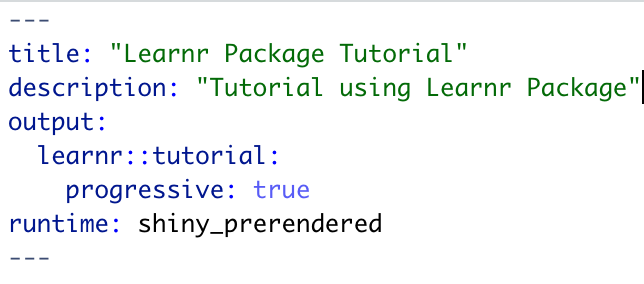 ---
title: "Learnr Package Tutorial"
description: "Tutorial using Learnr Package"
output:
  learnr::tutorial:
    progressive: true
runtime: shiny_prerendered
---